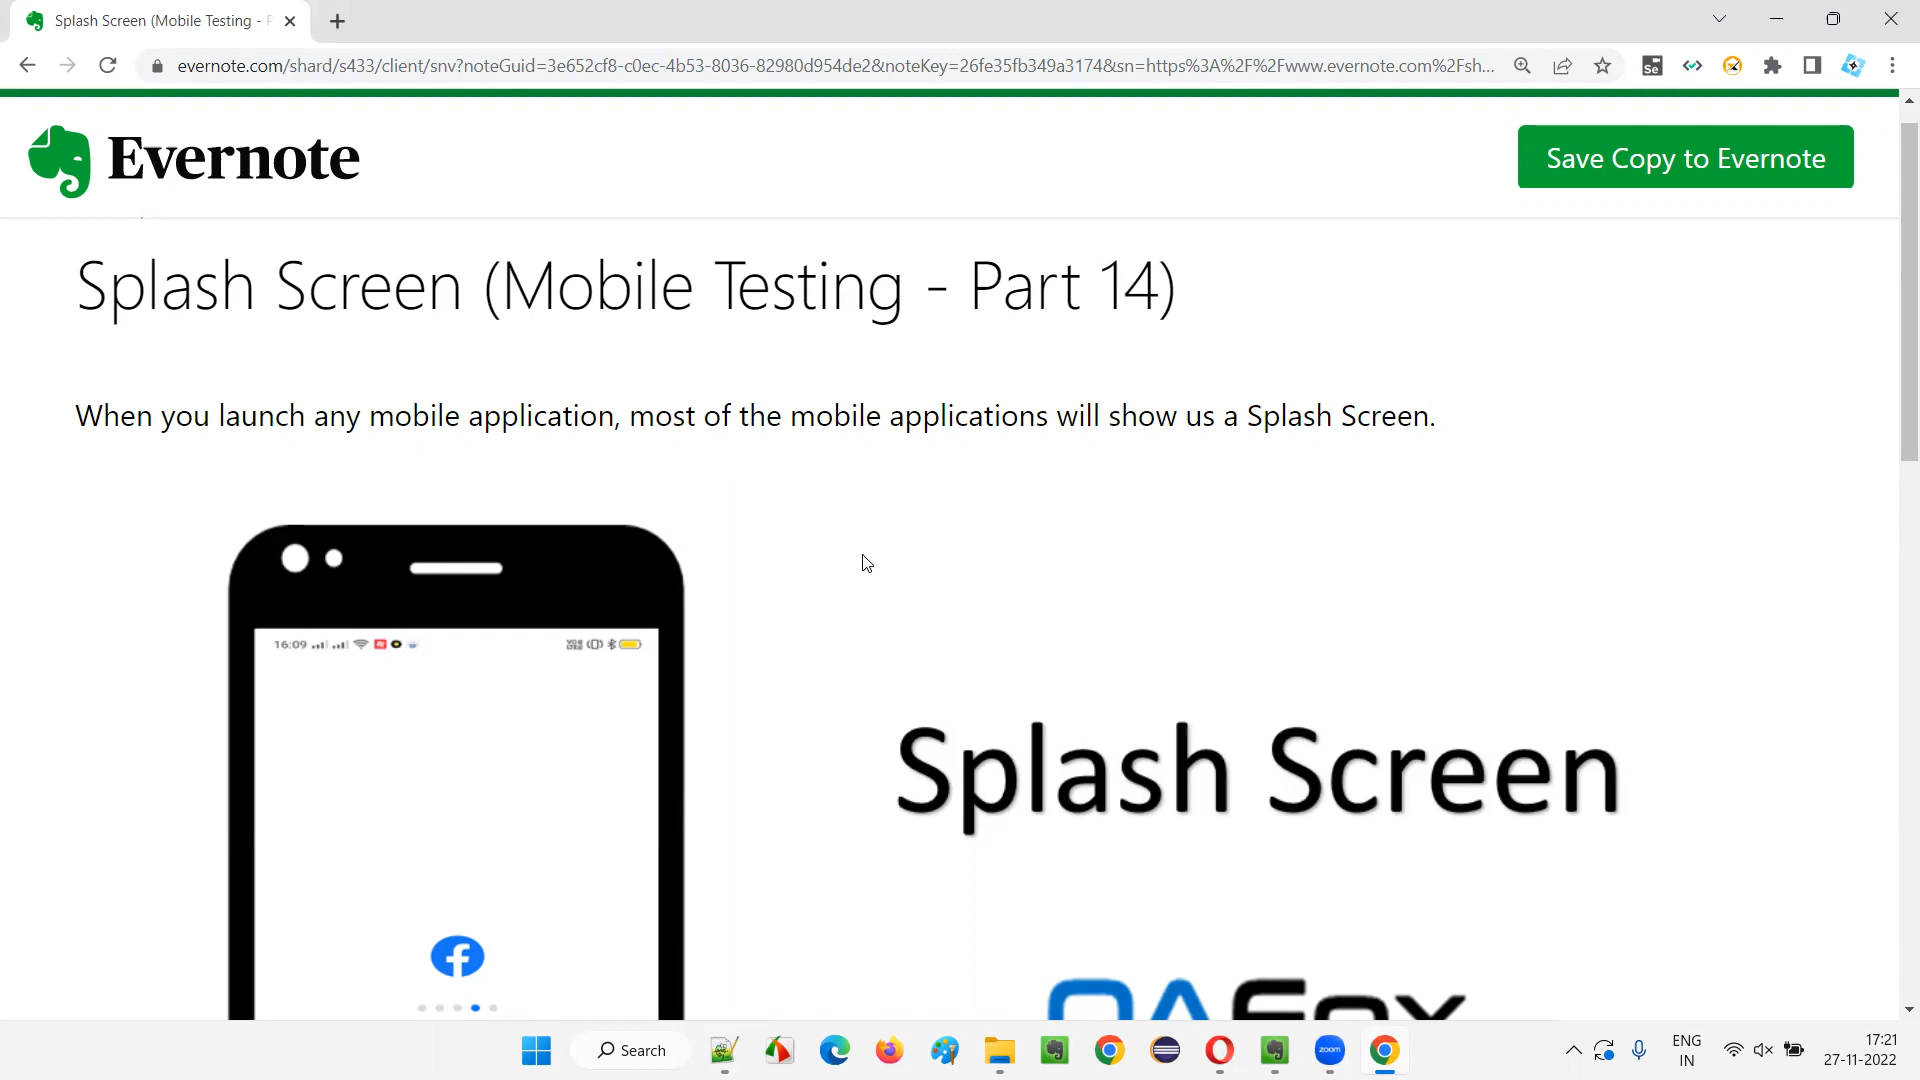 Splash Screen (Mobile Testing - P
evernote.com/shard/s433/client/snv?noteGuid=3e652cf8-c0ec-4b53-8036-82980d954de2&noteKey=26fe35fb349a3174&sn=https%3A%2F%2Fwww.evernote.com%2Fsh...
Se
Evernote
Save Copy to Evernote
Splash Screen (Mobile Testing - Part 14)
When you launch any mobile application, most of the mobile applications will show us a Splash Screen.
16:09
Splash Screen
QAFox
Search
zoom
ENG
IN
17:21
27-11-2022